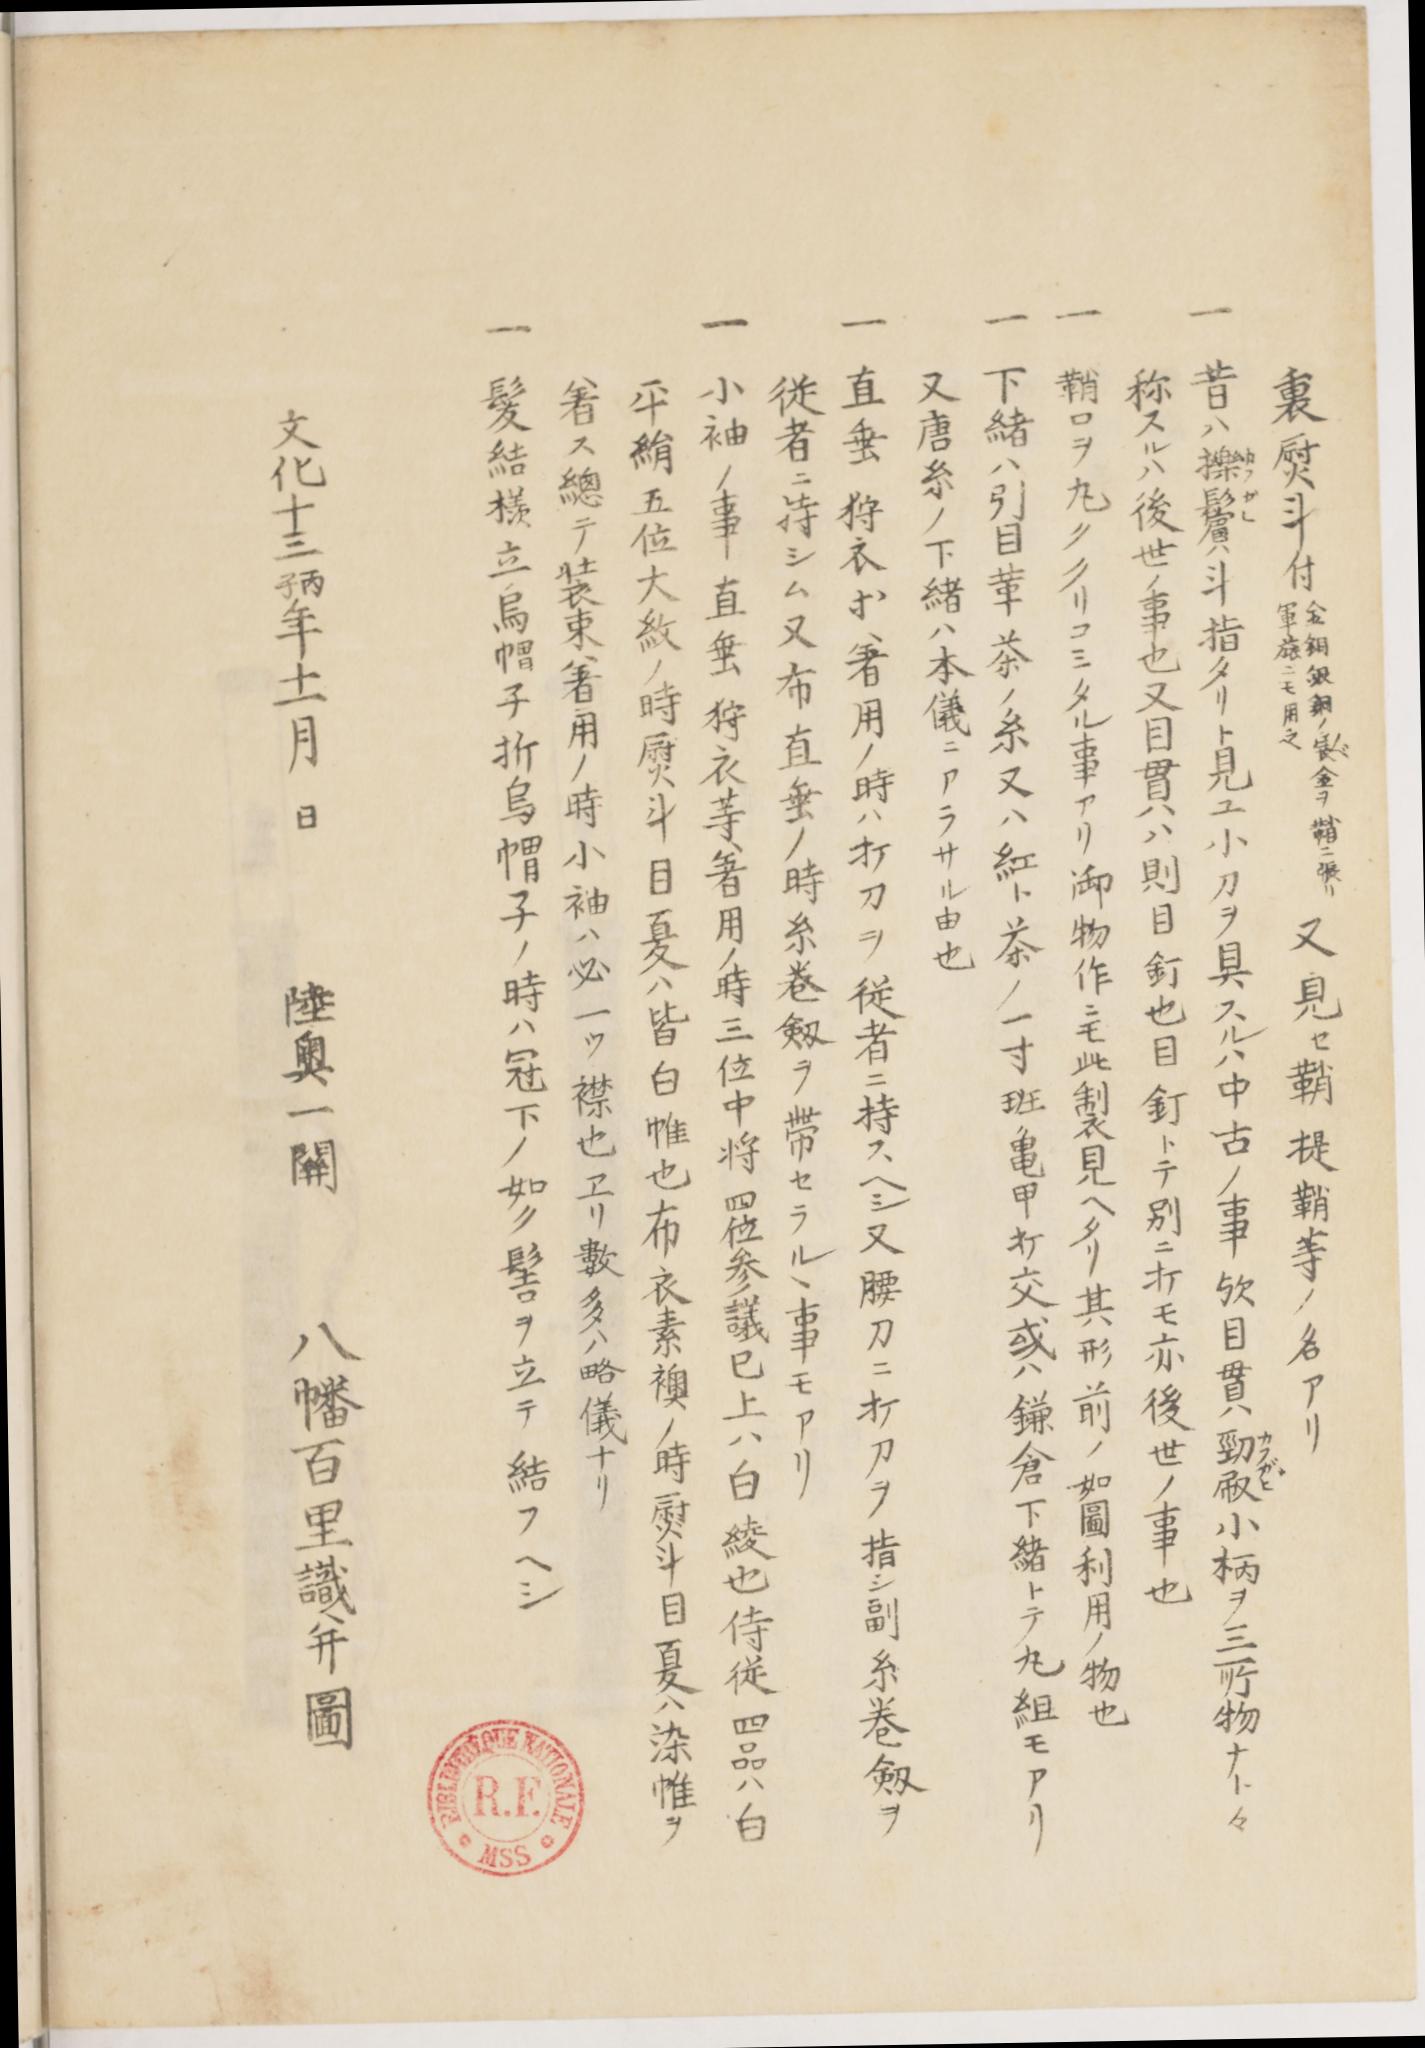 裏熨斗付 金銅銀銅ノ裏金ヲ鞘ニ張リ軍旅ニモ用之 又見セ鞘提鞘等ノ名アリ
一 昔ハ擽鬢ハ斗指タリト見ユ小刀ヲ具スルハ中古ノ事欤目貫ハ勁 小柄ヲ三所物ナト々
称スルハ後世ノ事也又目貫ハハ則目釘也目釘トテ別ニ打モ亦後世ノ事也
一 鞘口ヲ丸ククリコミタル事アリ御物作ニモ此製見ヘタリ其形前ノ如圖利用ノ物也
一 下緒ハ引目革茶ノ糸又ハ紅ト茶ノ一寸班亀甲打交或ハ鎌倉下緒トテ丸組モアリ
又唐糸ノ下緒ハ本儀ニアラサル由也
一 直垂狩衣ホ著用ノ時ハ打刀ヲ従者ニ持スヘシ又腰刀ニ打刀ヲ指シ副糸巻劔ヲ
従者ニ持シム又布直垂ノ時糸巻劔ヲ帯セラルヽ事モアリ
一 小袖ノ事直垂狩衣等著用ノ時三位中将四位参議已上ハ白綾也侍従四品ハ白
平絹五位大紋ノ時熨斗目夏ハ皆白帷也布衣素襖ノ時熨斗目夏ハ染帷ヲ
著ス總テ装束著用ノ時小袖ハ必一ツ襟也ヱリ數多ハ略儀ナリ
一 髪結様立烏帽子折烏帽子ノ時ハ冠下ノ如ク髻ヲ立テ結フヘシ
文化十三丙子年十一月 日 陸奥一關 八幡百里識并圖
BIBLIOTHÈQUE NATIONALE
R.F.
MSS